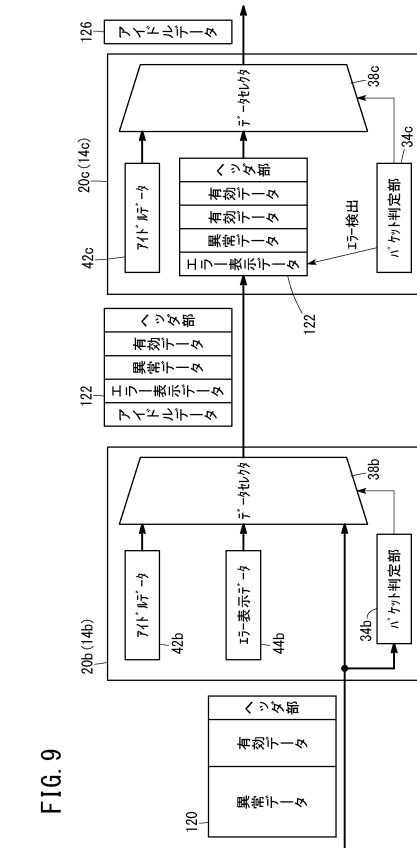 FIG. 9
120
異常データ
有効データ
ヘッダ部
20b(14b)
アイドルデータ
42b
エラー表示データ
44b
データセレクタ
38b
34b
パケット判定部
122
アイドルデータ
エラー表示データ
異常データ
有効データ
ヘッダ部
20c(14c)
42c
アイドルデータ
エラー表示データ
異常データ
有効データ
有効データ
ヘッダ部
122
エラー検出
データセレクタ
38c
パケット判定部
34c
126
アイドルデータ